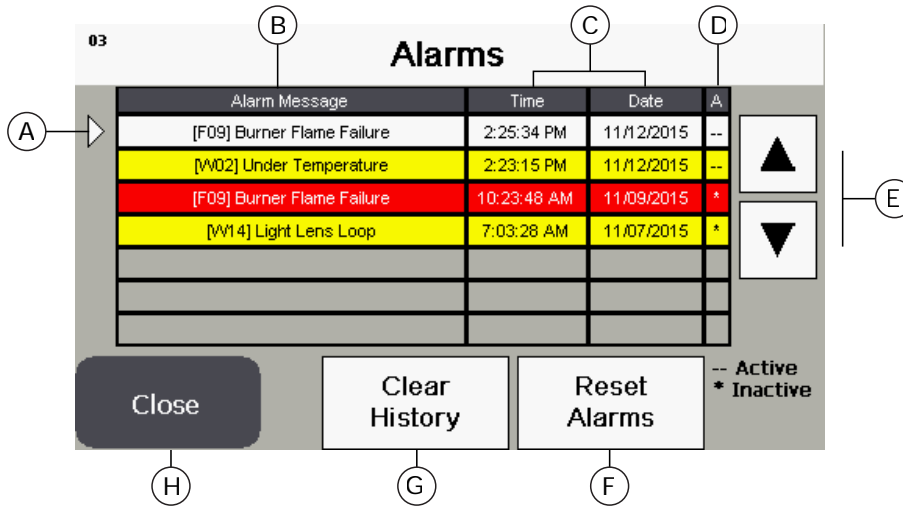 B
C
D
03
Alarms
Alarm Message Time Date A
A
[F09] Burner Flame Failure 2:25:34 PM 11/12/2015 --
[W02] Under Temperature 2:23:15 PM 11/12/2015 --
[F09] Burner Flame Failure 10:23:48 AM 11/09/2015 *
E
[W14] Light Lens Loop 7:03:28 AM 11/07/2015 *
Close
Clear
History
Reset
Alarms
-- Active
* Inactive
H
G
F